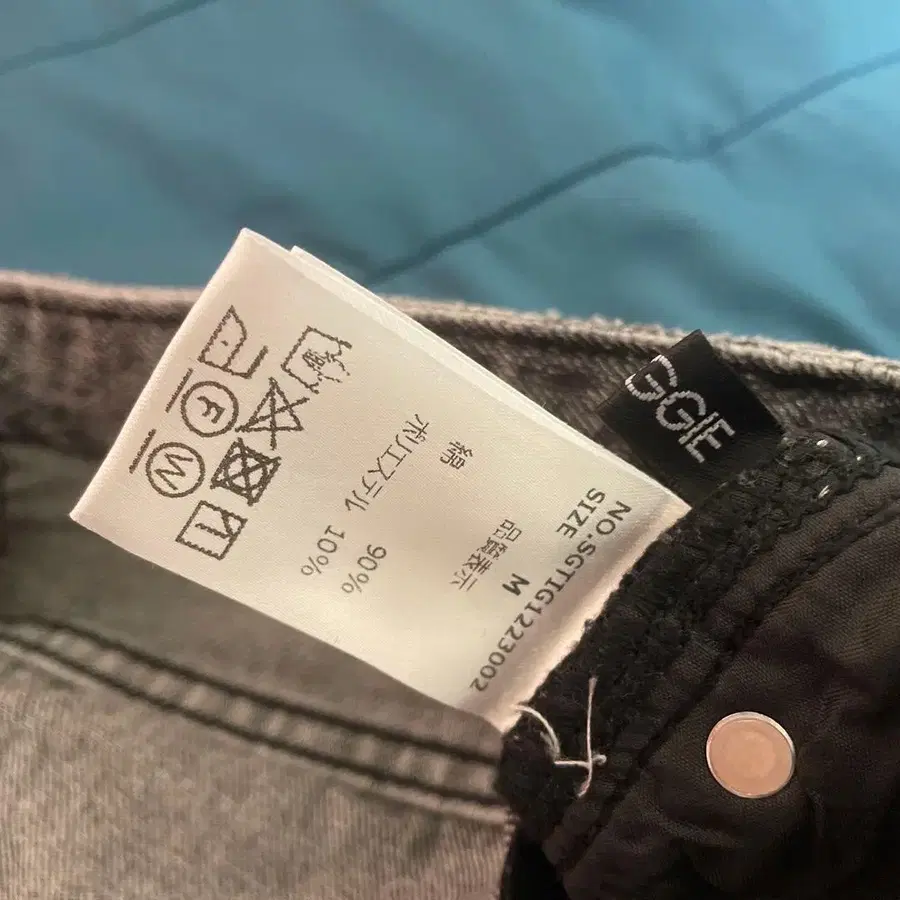 NO.SGTIG1223002
SIZE M
品質表示
綿 90%
ポリエステル 10%
F
W
GGIE